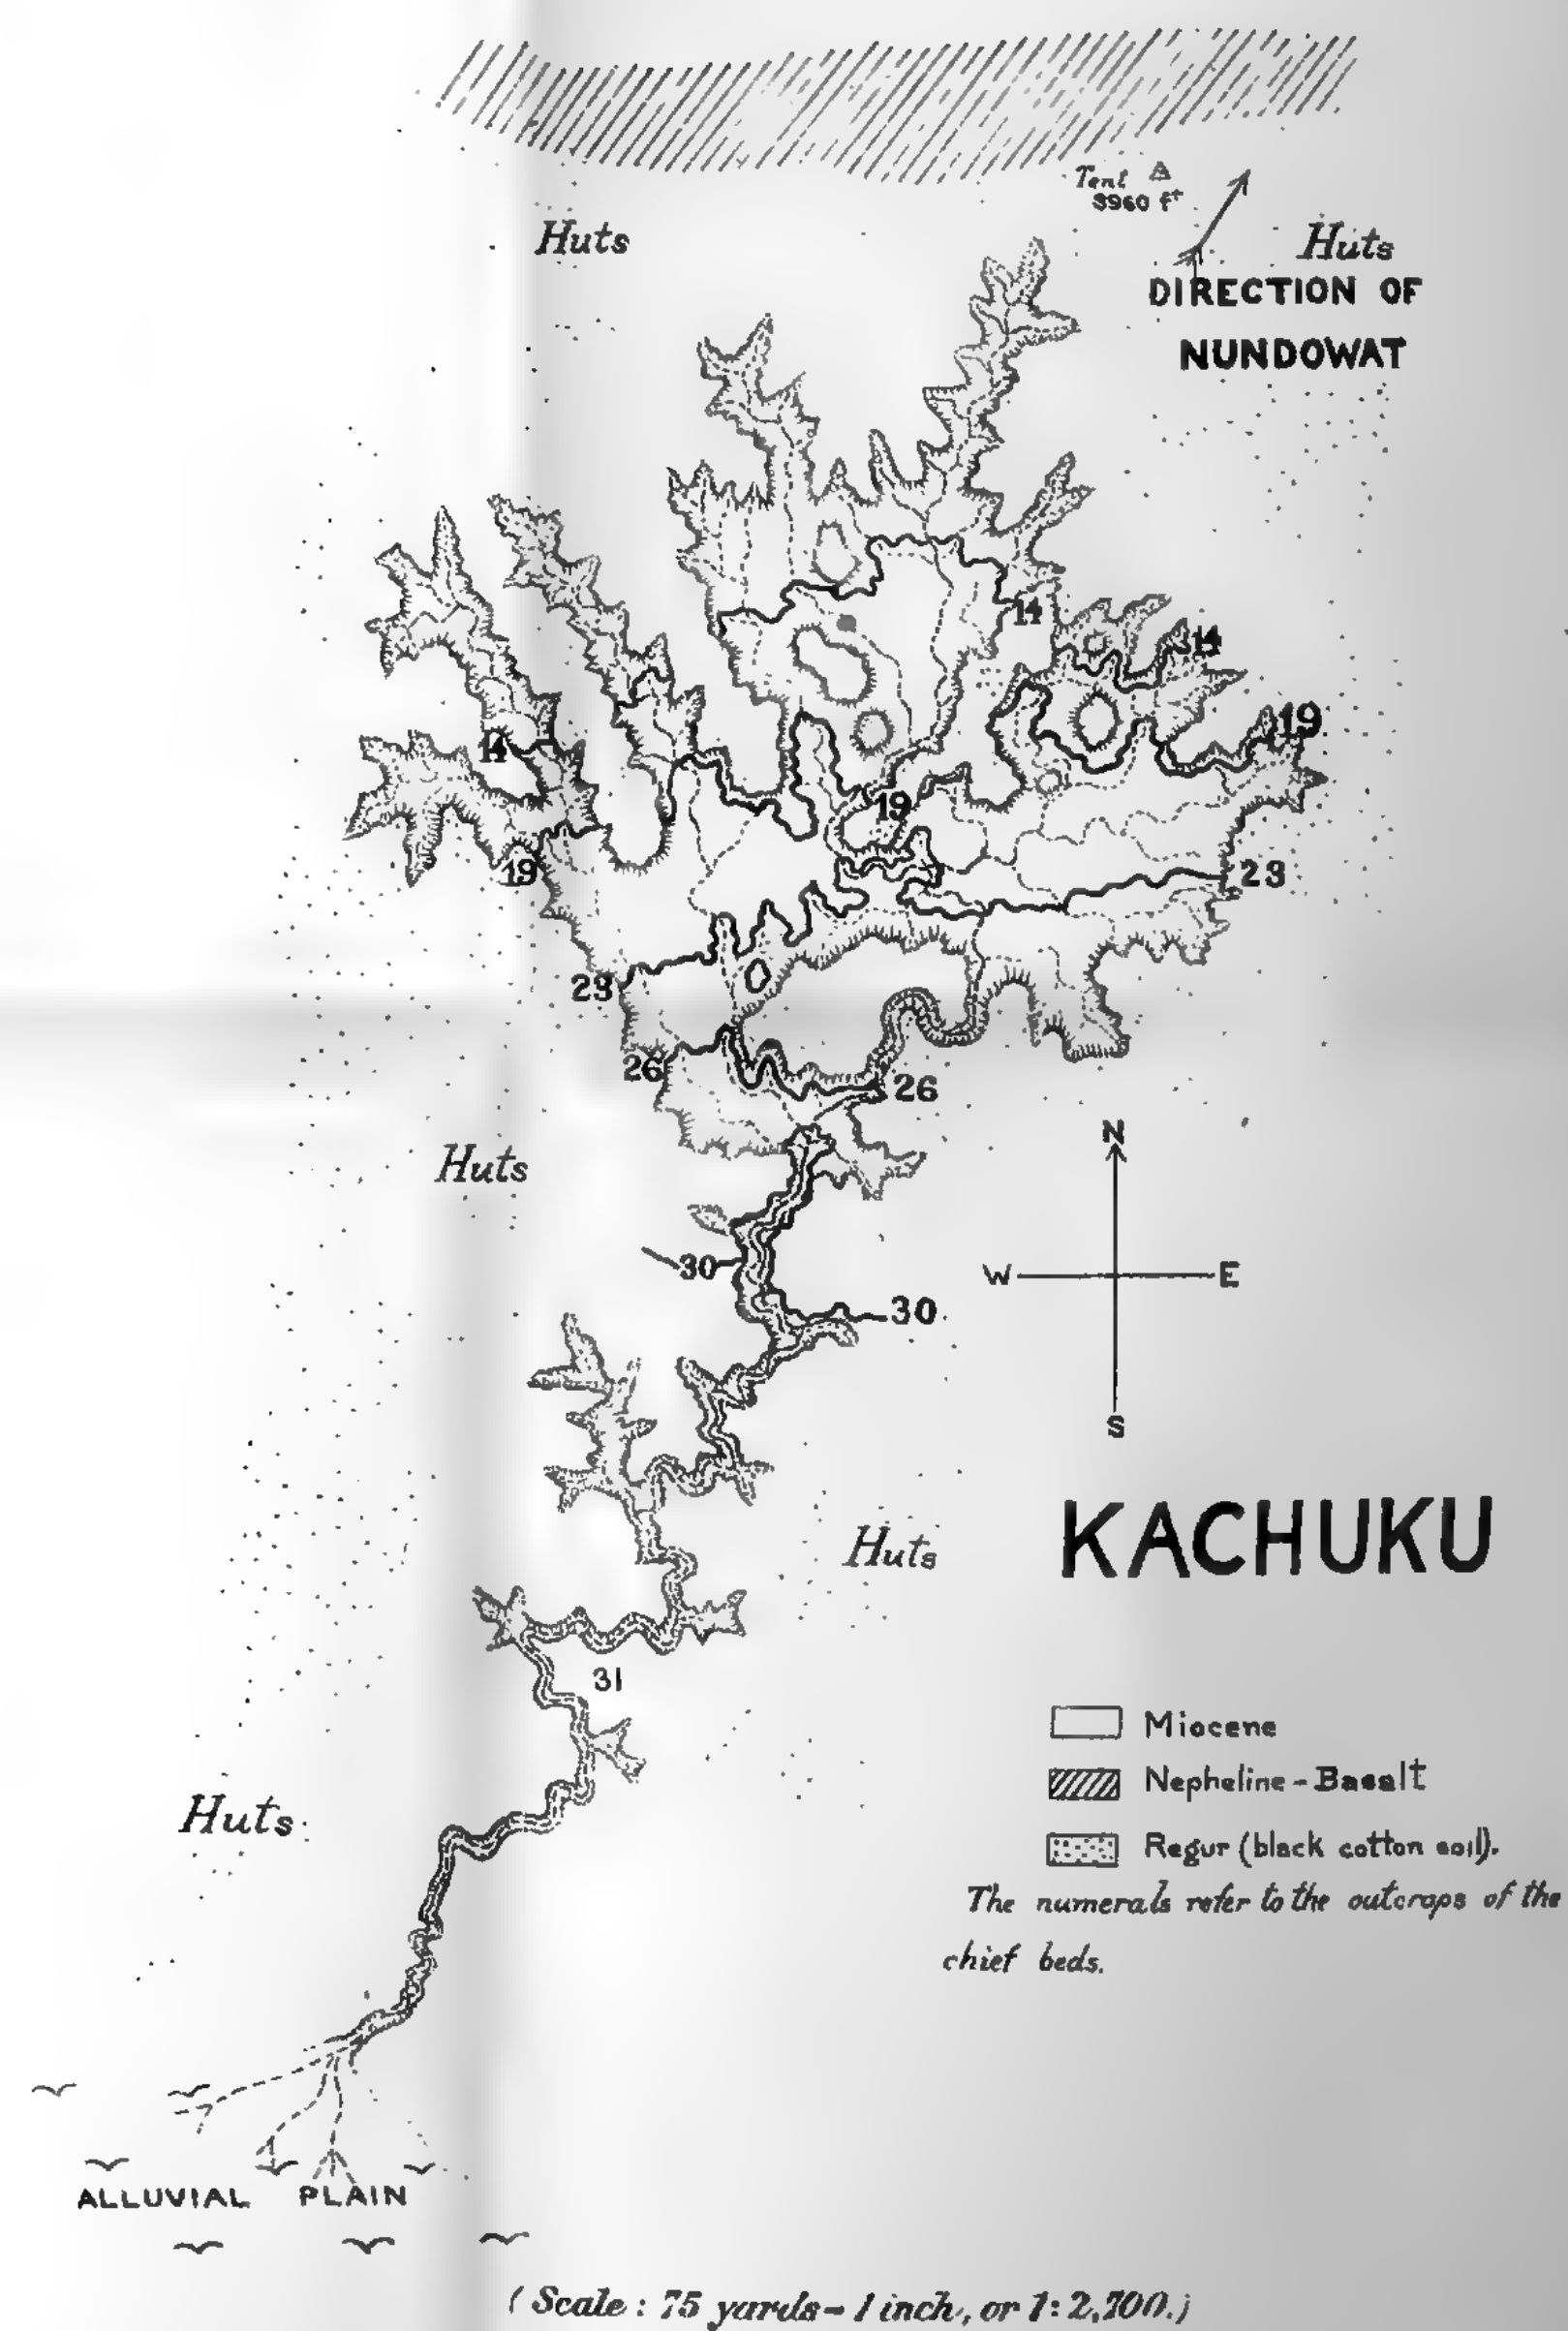 Tent
3960 ft
Huts
Huts
DIRECTION OF
NUNDOWAT
14
14
14
19
19
19
23
23
26
26
Huts
N
W
E
S
30
30
KACHUKU
Huts
31
Miocene
Nepheline-Basalt
Regur (black cotton soil).
The numerals refer to the outcrops of the
chief beds.
Huts
ALLUVIAL PLAIN
(Scale: 75 yards = 1 inch, or 1:2,700.)